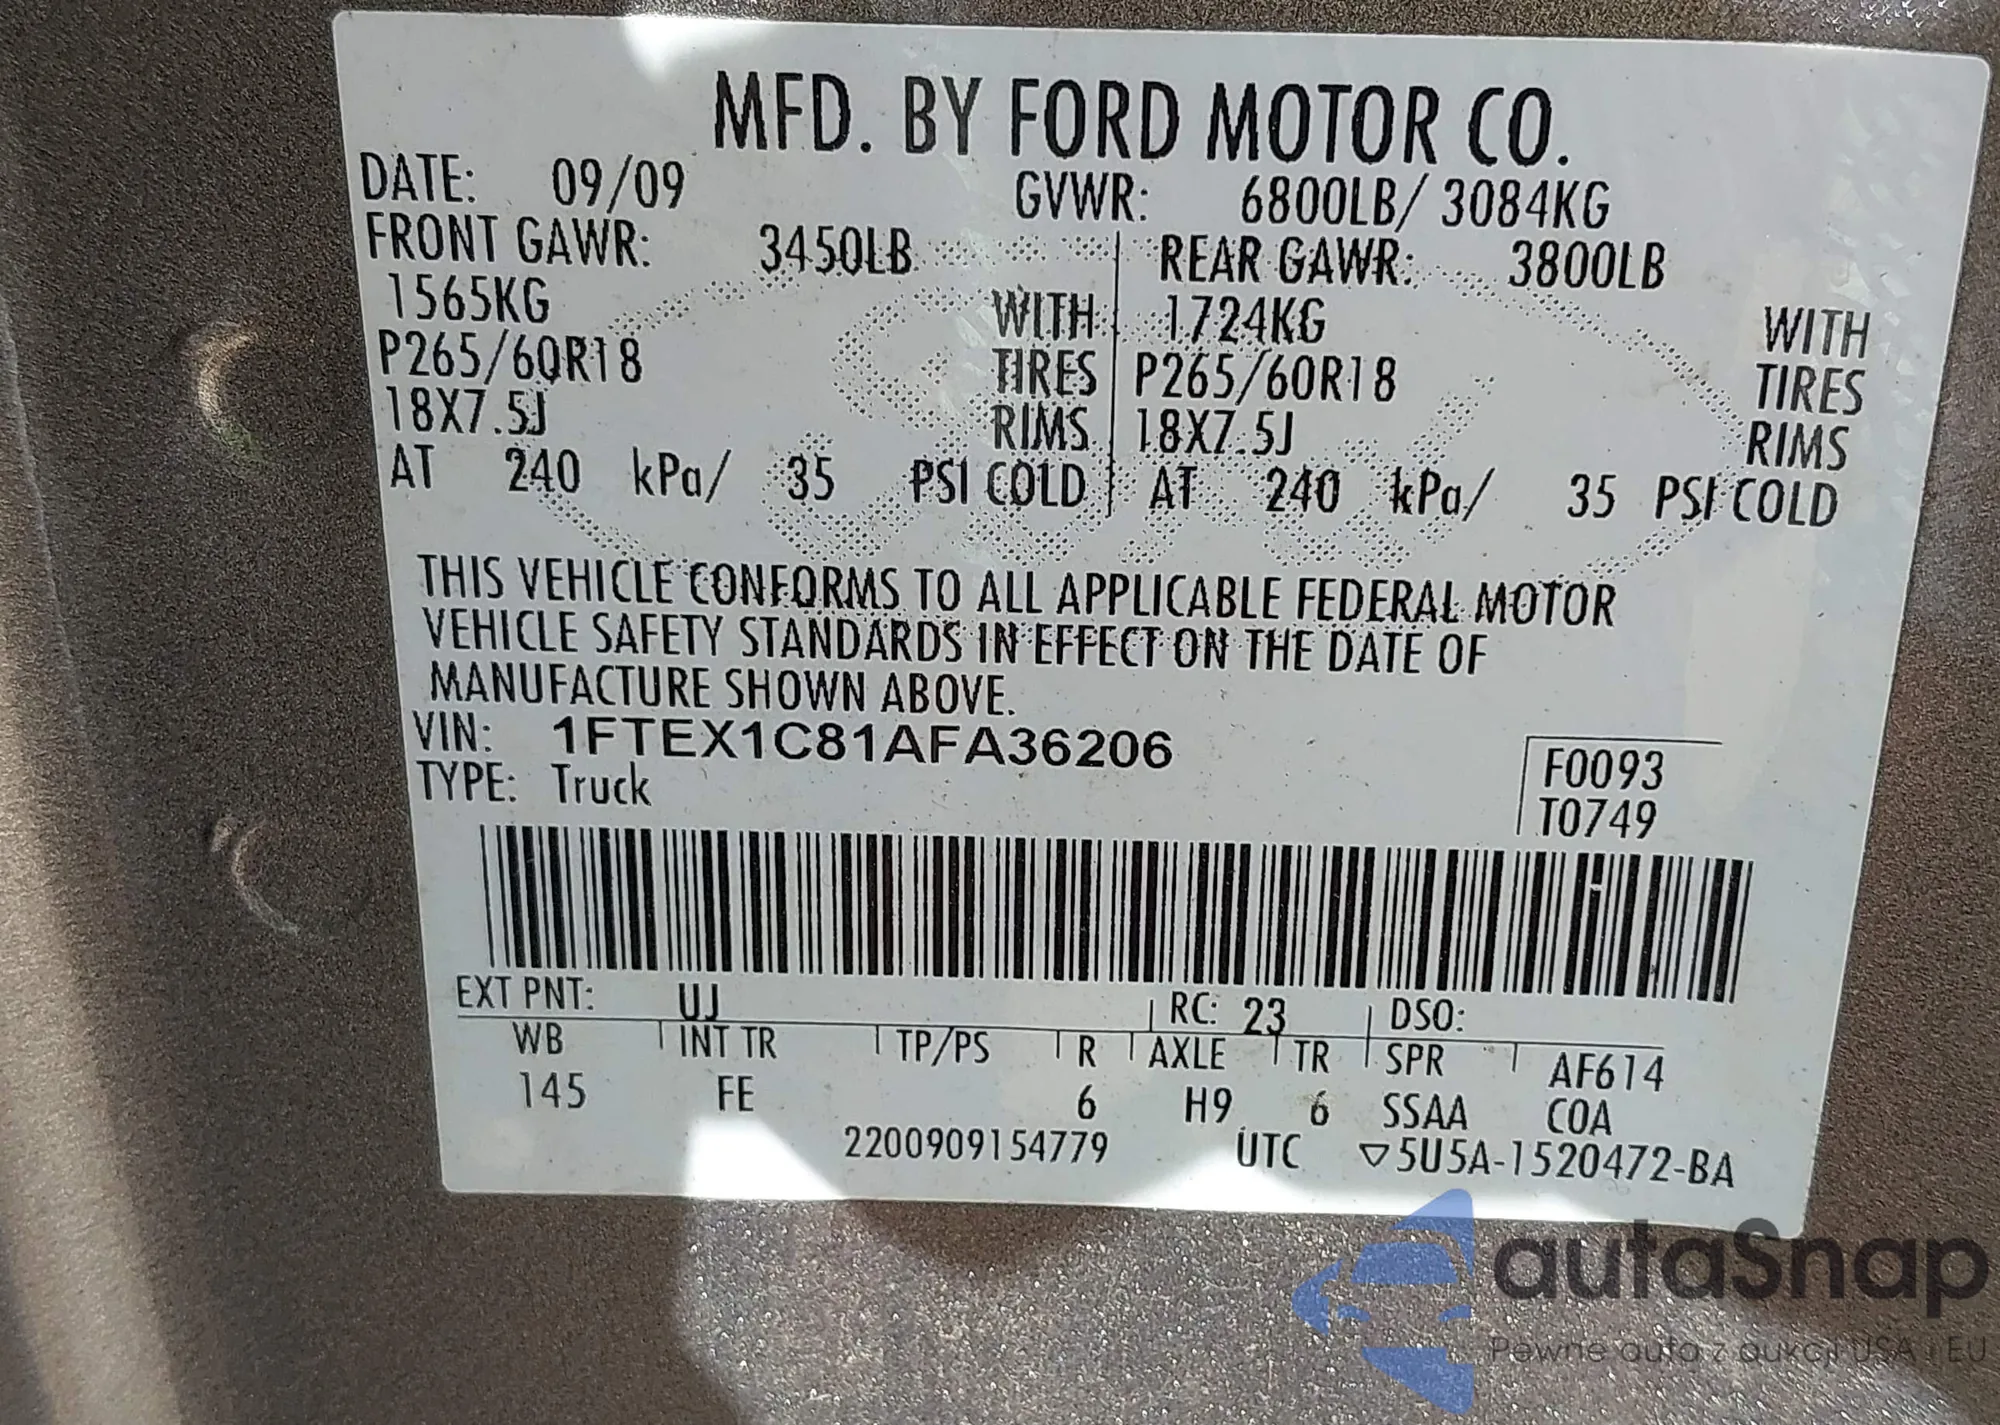 MFD. BY FORD MOTOR CO.
DATE: 09/09 GVWR: 6800LB/ 3084KG
FRONT GAWR: 3450LB REAR GAWR: 3800LB
1565KG WITH 1724KG WITH
P265/60R18 TIRES P265/60R18 TIRES
18X7.5J RIMS 18X7.5J RIMS
AT 240 kPa/ 35 PSI COLD AT 240 kPa/ 35 PSI COLD
THIS VEHICLE CONFORMS TO ALL APPLICABLE FEDERAL MOTOR
VEHICLE SAFETY STANDARDS IN EFFECT ON THE DATE OF
MANUFACTURE SHOWN ABOVE.
VIN: 1FTEX1C81AFA36206
TYPE: Truck
F0093
T0749
EXT PNT: UJ RC: 23 DSO:
WB INT TR TP/PS R AXLE TR SPR AF614
145 FE 6 H9 6 SSAA COA
2200909154779 UTC ▽5U5A-1520472-BA
autaSnap
Pewne auta z aukcji USA i EU